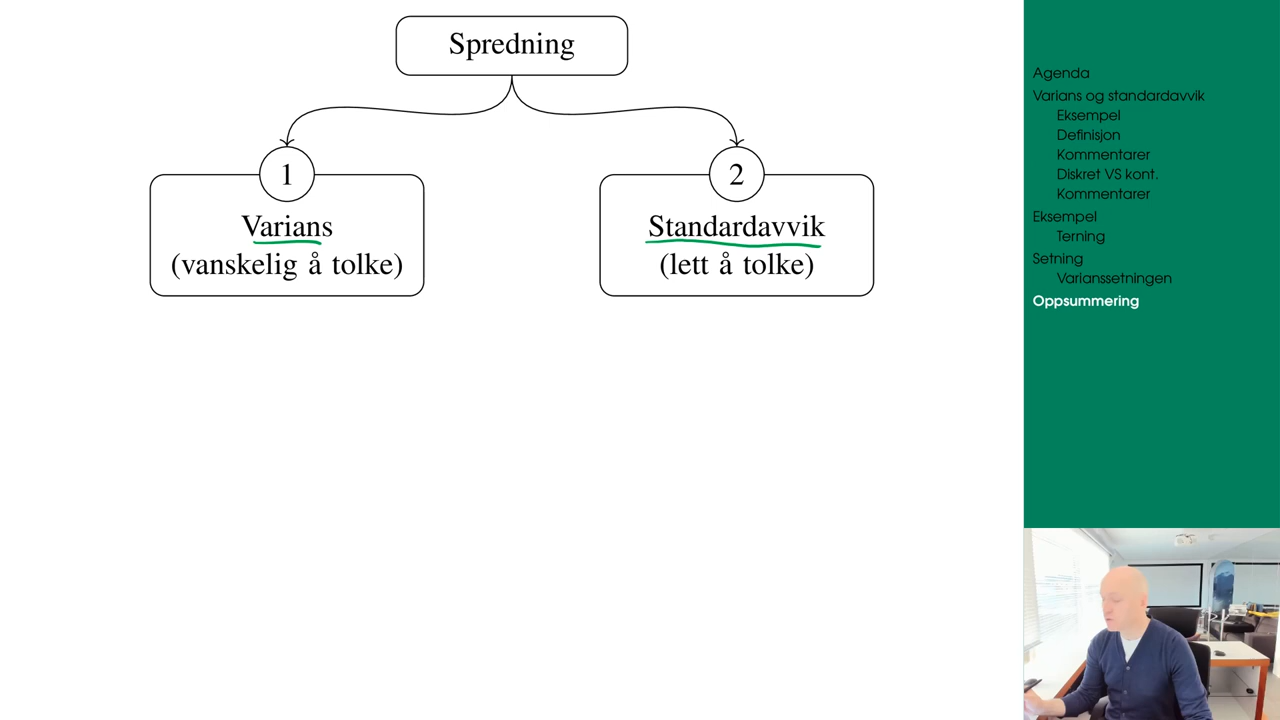 Spredning
1
Varians
(vanskelig å tolke)
2
Standardavvik
(lett å tolke)
Agenda
Varians og standardavvik
Eksempel
Definisjon
Kommentarer
Diskret VS kont.
Kommentarer
Eksempel
Terning
Setning
Varianssetningen
Oppsummering